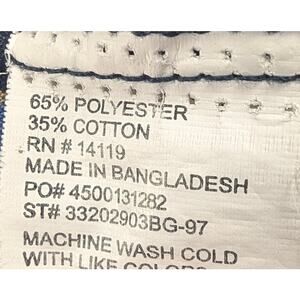 65% POLYESTER
35% COTTON
RN # 14119
MADE IN BANGLADESH
PO# 4500131282
ST# 33202903BG-97
MACHINE WASH COLD
WITH LIKE COLORS